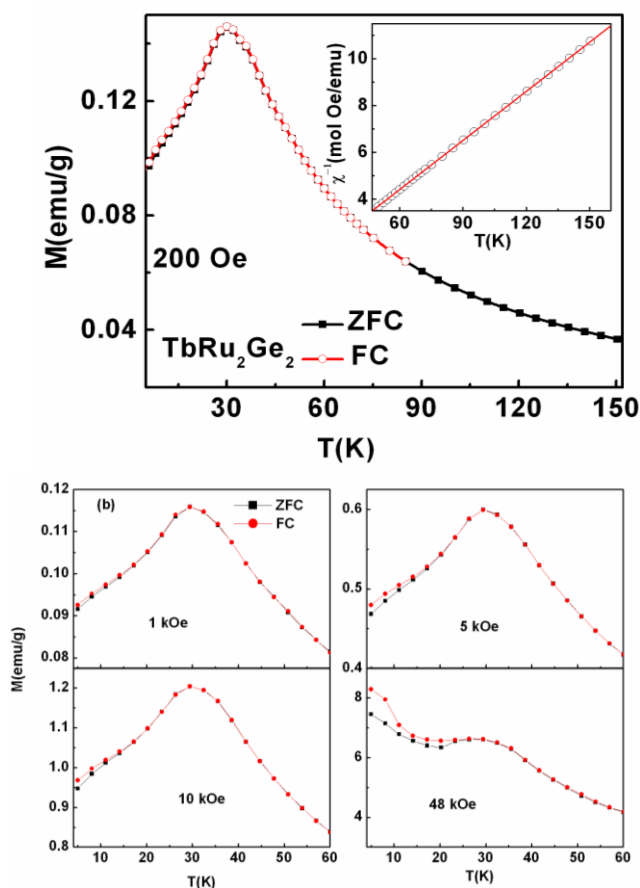 M(emu/g)
0.12
0.08
0.04
30
60
90
120
150
T(K)
200 Oe
TbRu₂Ge₂
ZFC
FC
χ⁻¹(mol Oe/emu)
10
8
6
4
60
90
120
150
T(K)
M(emu/g)
(b)
ZFC
FC
0.12
0.11
0.10
0.09
0.08
1 kOe
0.6
0.5
0.4
5 kOe
1.2
1.1
1.0
0.9
0.8
10 kOe
0
10
20
30
40
50
60
T(K)
8
6
4
48 kOe
0
10
20
30
40
50
60
T(K)